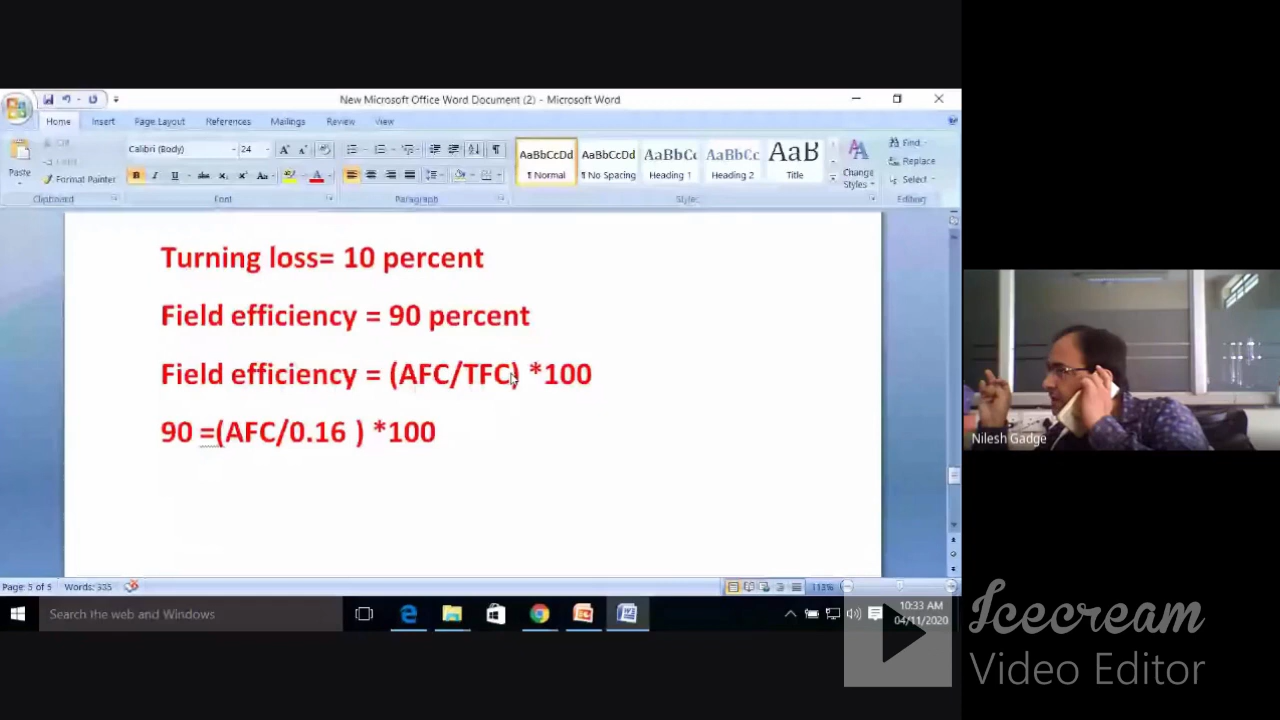 New Microsoft Office Word Document (2) - Microsoft Word
Home Insert Page Layout References Mailings Review View
Paste
Format Painter
Clipboard
Calibri (Body) 24
Font
Paragraph
AaBbCcDd AaBbCcDd AaBbCc AaBbCc AaB
¶ Normal ¶ No Spacing Heading 1 Heading 2 Title
Change Styles
Find
Replace
Select
Editing
Turning loss= 10 percent
Field efficiency = 90 percent
Field efficiency = (AFC/TFC) *100
90 =(AFC/0.16 ) *100
Page: 5 of 5 Words: 335
113%
Search the web and Windows
10:33 AM
04/11/2020
Nilesh Gadge
Icecream
Video Editor